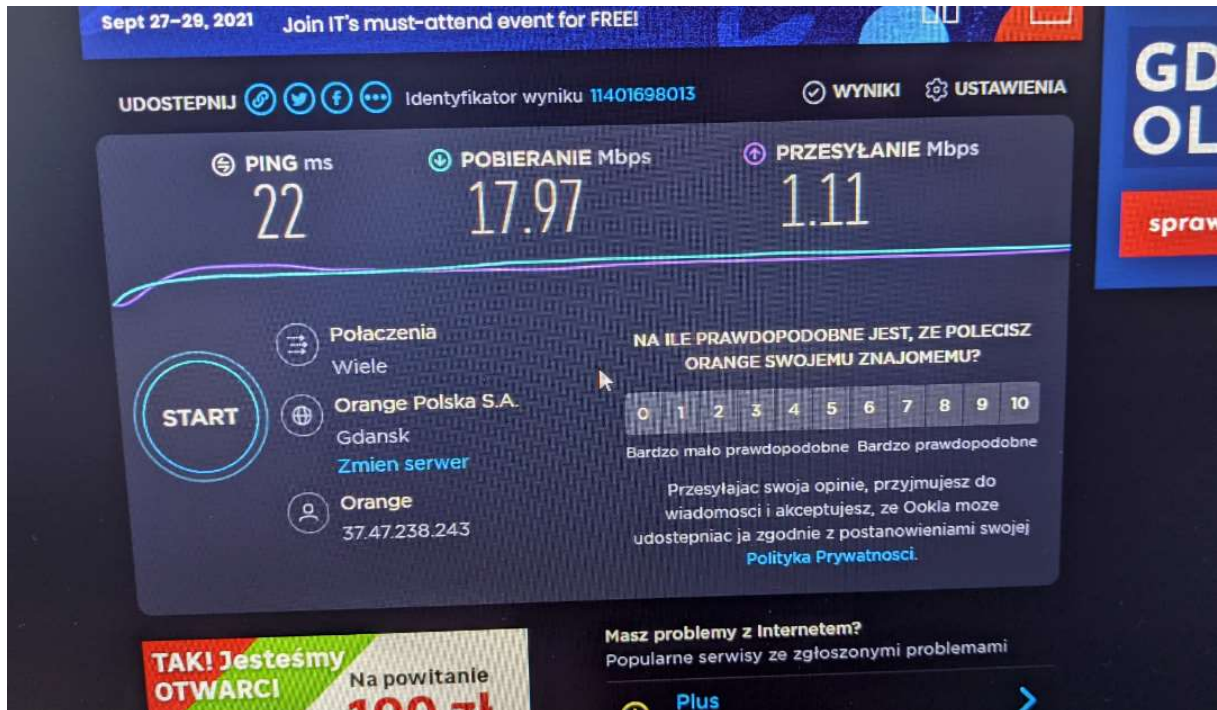 Sept 27-29, 2021 Join IT's must-attend event for FREE!
UDOSTEPNIJ Identyfikator wyniku 11401698013 WYNIKI USTAWIENIA
PING ms POBIERANIE Mbps PRZESYŁANIE Mbps
22 17.97 1.11
Połaczenia
Wiele
START
Orange Polska S.A.
Gdansk
Zmien serwer
Orange
37.47.238.243
NA ILE PRAWDOPODOBNE JEST, ZE POLECISZ
ORANGE SWOJEMU ZNAJOMEMU?
0 1 2 3 4 5 6 7 8 9 10
Bardzo mało prawdopodobne Bardzo prawdopodobne
Przesyłajac swoja opinie, przyjmujesz do
wiadomosci i akceptujesz, ze Ookla moze
udostepniac ja zgodnie z postanowieniami swojej
Polityka Prywatnosci.
GD
OL
spraw
TAK! Jesteśmy
OTWARCI
Na powitanie
Masz problemy z Internetem?
Popularne serwisy ze zgłoszonymi problemami
Plus